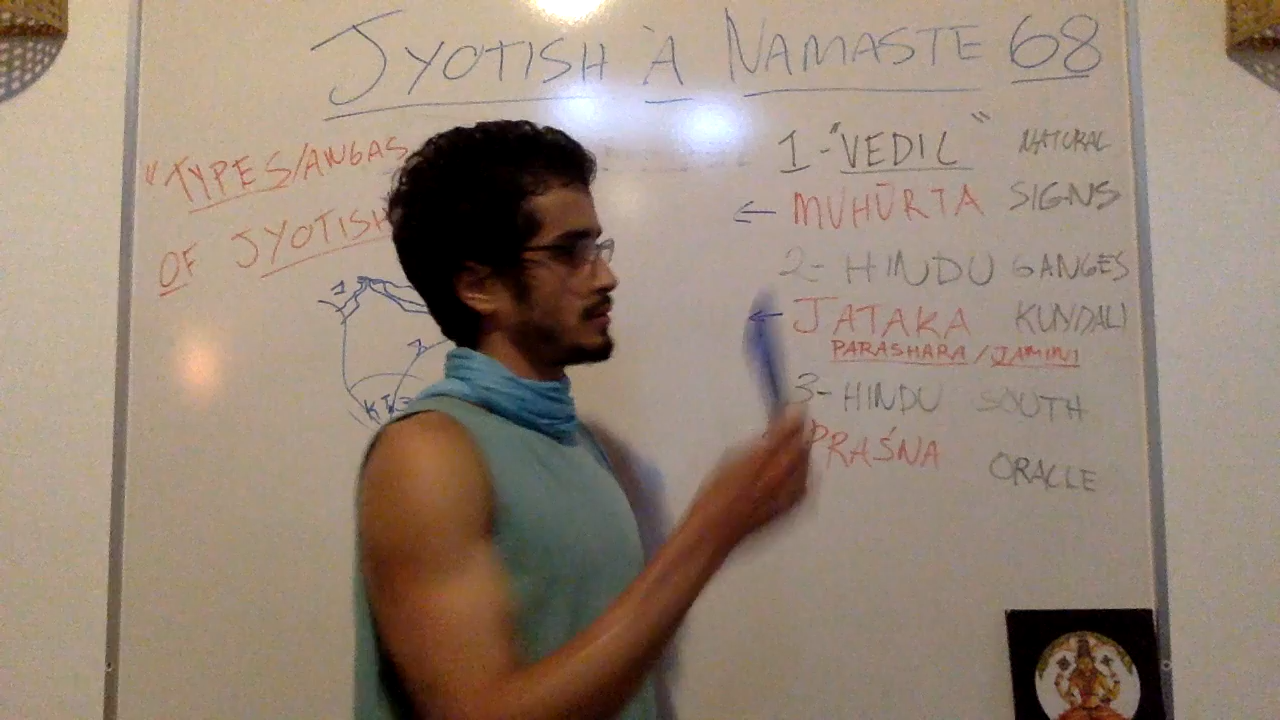 JYOTISH À NAMASTE 68
"TYPES/ANGAS
OF JYOTISH
1-"VEDIC" NATURAL
← MUHŪRTA SIGNS
2- HINDU GANGES
← JATAKA KUNDALI
PARASHARA / JAIMINI
3- HINDU SOUTH
PRAŚNA
ORACLE